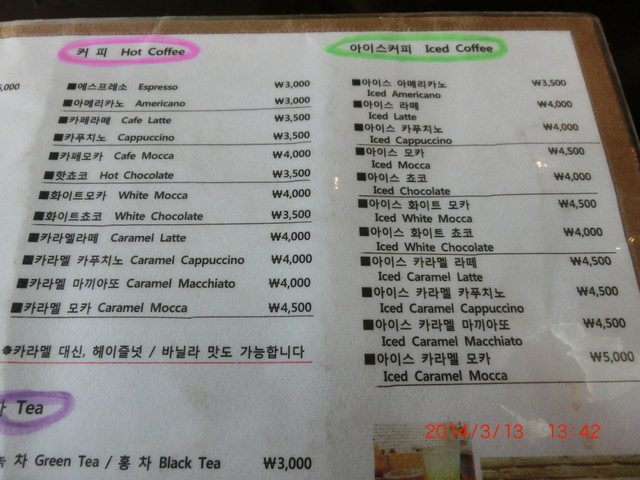 5,000
커 피 Hot Coffee
■에스프레소 Espresso ₩3,000
■아메리카노 Americano ₩3,000
■카페라떼 Cafe Latte ₩3,500
■카푸치노 Cappuccino ₩3,500
■카페모카 Cafe Mocca ₩4,000
■핫쵸코 Hot Chocolate ₩3,500
■화이트모카 White Mocca ₩4,000
■화이트쵸코 White Chocolate ₩3,500
■카라멜라떼 Caramel Latte ₩4,000
■카라멜 카푸치노 Caramel Cappuccino ₩4,000
■카라멜 마끼아또 Caramel Macchiato ₩4,000
■카라멜 모카 Caramel Mocca ₩4,500
*카라멜 대신, 헤이즐넛 / 바닐라 맛도 가능합니다
차 Tea
녹 차 Green Tea / 홍 차 Black Tea ₩3,000
아이스커피 Iced Coffee
■아이스 아메리카노 ₩3,500
Iced Americano
■아이스 라떼 ₩4,000
Iced Latte
■아이스 카푸치노 ₩4,000
Iced Cappuccino
■아이스 모카 ₩4,500
Iced Mocca
■아이스 쵸코 ₩4,000
Iced Chocolate
■아이스 화이트 모카 ₩4,500
Iced White Mocca
■아이스 화이트 쵸코 ₩4,000
Iced White Chocolate
■아이스 카라멜 라떼 ₩4,500
Iced Caramel Latte
■아이스 카라멜 카푸치노 ₩4,500
Iced Caramel Cappuccino
■아이스 카라멜 마끼아또 ₩4,500
Iced Caramel Macchiato
■아이스 카라멜 모카 ₩5,000
Iced Caramel Mocca
2014/3/13 13:42